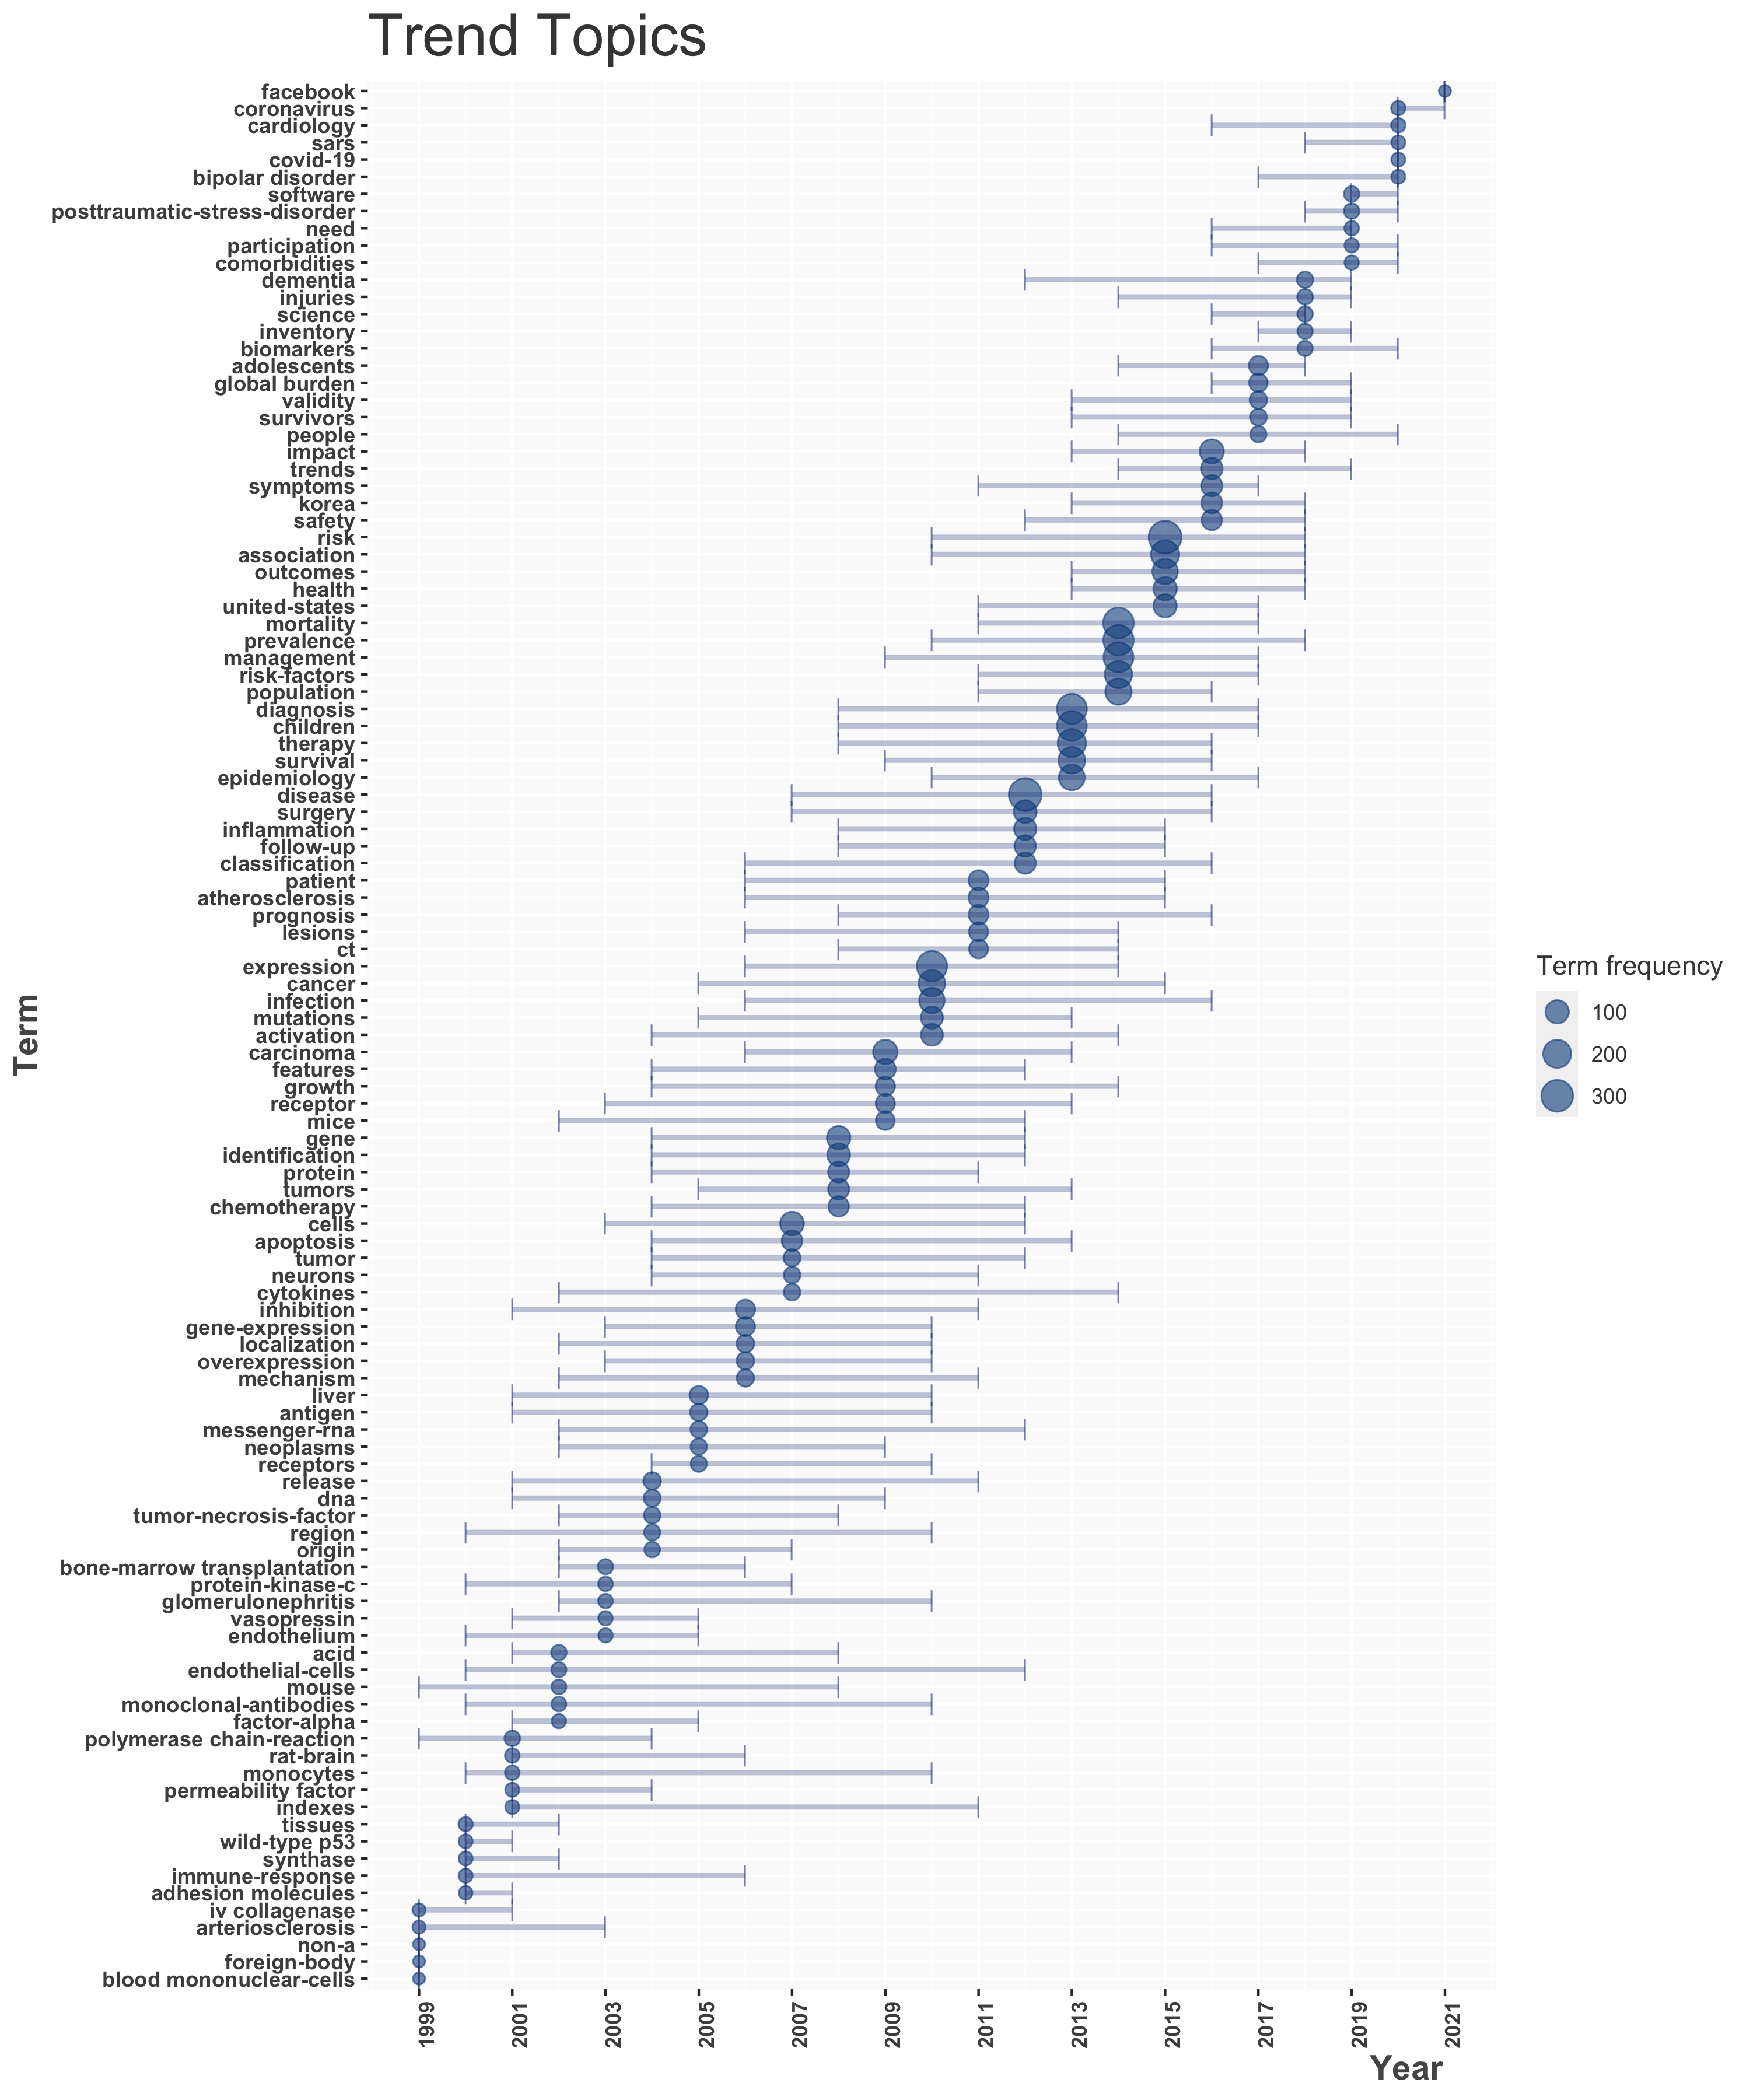 Trend Topics
facebook
coronavirus
cardiology
sars
covid-19
bipolar disorder
software
posttraumatic-stress-disorder
need
participation
comorbidities
dementia
injuries
science
inventory
biomarkers
adolescents
global burden
validity
survivors
people
impact
trends
symptoms
korea
safety
risk
association
outcomes
health
united-states
mortality
prevalence
management
risk-factors
population
diagnosis
children
therapy
survival
epidemiology
disease
surgery
inflammation
follow-up
classification
patient
atherosclerosis
prognosis
lesions
ct
expression
cancer
infection
mutations
activation
carcinoma
features
growth
receptor
mice
gene
identification
protein
tumors
chemotherapy
cells
apoptosis
tumor
neurons
cytokines
inhibition
gene-expression
localization
overexpression
mechanism
liver
antigen
messenger-rna
neoplasms
receptors
release
dna
tumor-necrosis-factor
region
origin
bone-marrow transplantation
protein-kinase-c
glomerulonephritis
vasopressin
endothelium
acid
endothelial-cells
mouse
monoclonal-antibodies
factor-alpha
polymerase chain-reaction
rat-brain
monocytes
permeability factor
indexes
tissues
wild-type p53
synthase
immune-response
adhesion molecules
iv collagenase
arteriosclerosis
non-a
foreign-body
blood mononuclear-cells
Term
1999
2001
2003
2005
2007
2009
2011
2013
2015
2017
2019
2021
Year
Term frequency
100
200
300